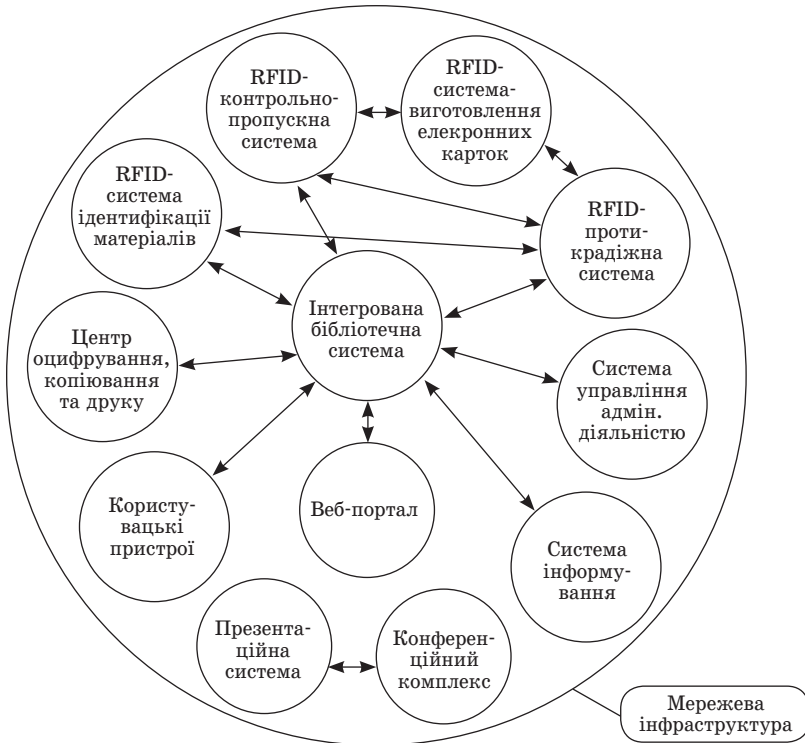 RFID-
контрольно-
пропускна
система
RFID-
система-
виготовлення
елекронних
карток
RFID-
система
ідентифікації
матеріалів
RFID-
проти-
крадіжна
система
Інтегрована
бібліотечна
система
Центр
оцифрування,
копіювання
та друку
Система
управління
адмін.
діяльністю
Користу-
вацькі
пристрої
Веб-портал
Система
інформу-
вання
Презента-
ційна
система
Конферен-
ційний
комплекс
Мережева
інфраструктура